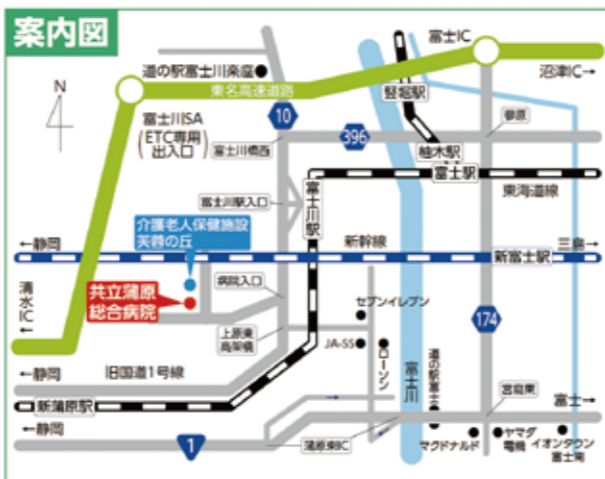 案内図
N
道の駅富士川楽座
富士IC
沼津IC→
東名高速道路
竪堀駅
富士川SA
(ETC専用
出入口)
10
396
柚木駅
富士川橋西
富士駅
東海道線
富士川駅入口
富士川駅
介護老人保健施設
芙蓉の丘
←静岡
新幹線
三島→
新富士駅
共立蒲原
総合病院
病院入口
清水IC
←
セブンイレブン
174
上原東
高架橋
JA-SS
ローソン
富士川
道の駅富士
←静岡
旧国道1号線
宮島東
新蒲原駅
富士→
←静岡
1
蒲原東IC
マクドナルド
ヤマダ
電機
イオンタウン
富士南